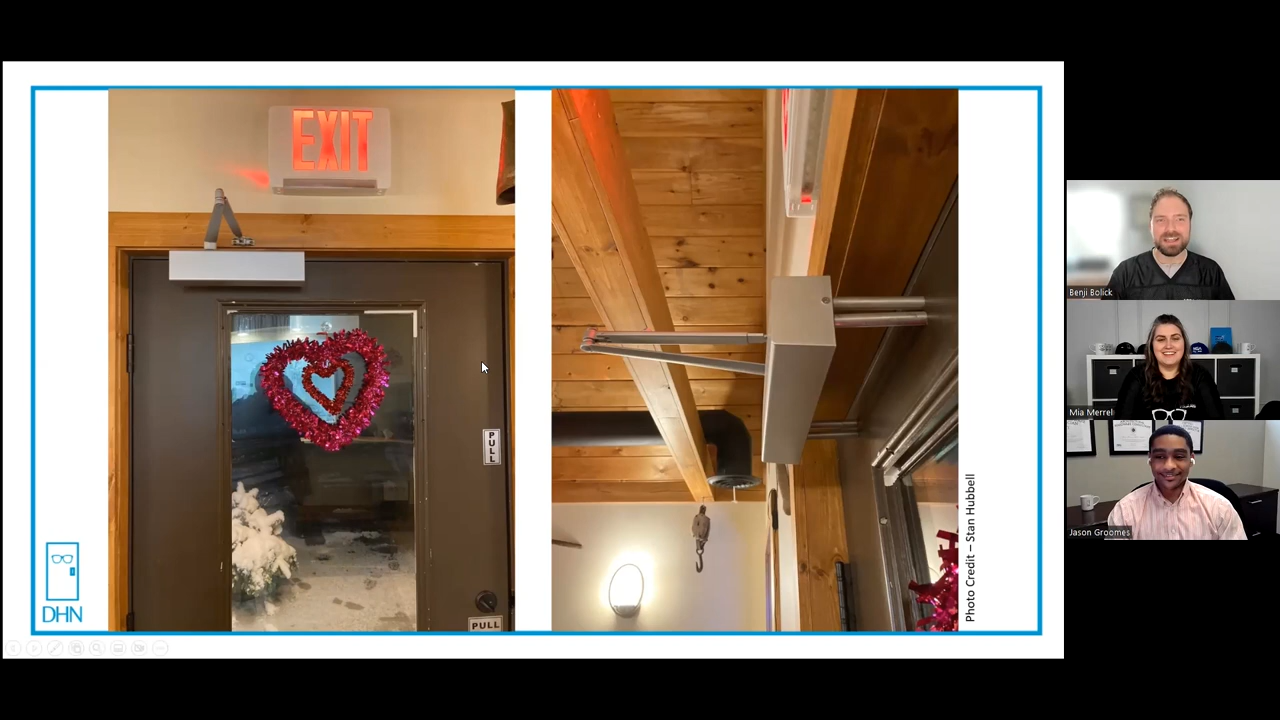 EXIT
PULL
PULL
DHN
Photo Credit – Stan Hubbell
Benji Bolick
Mia Merrel
Jason Groomes